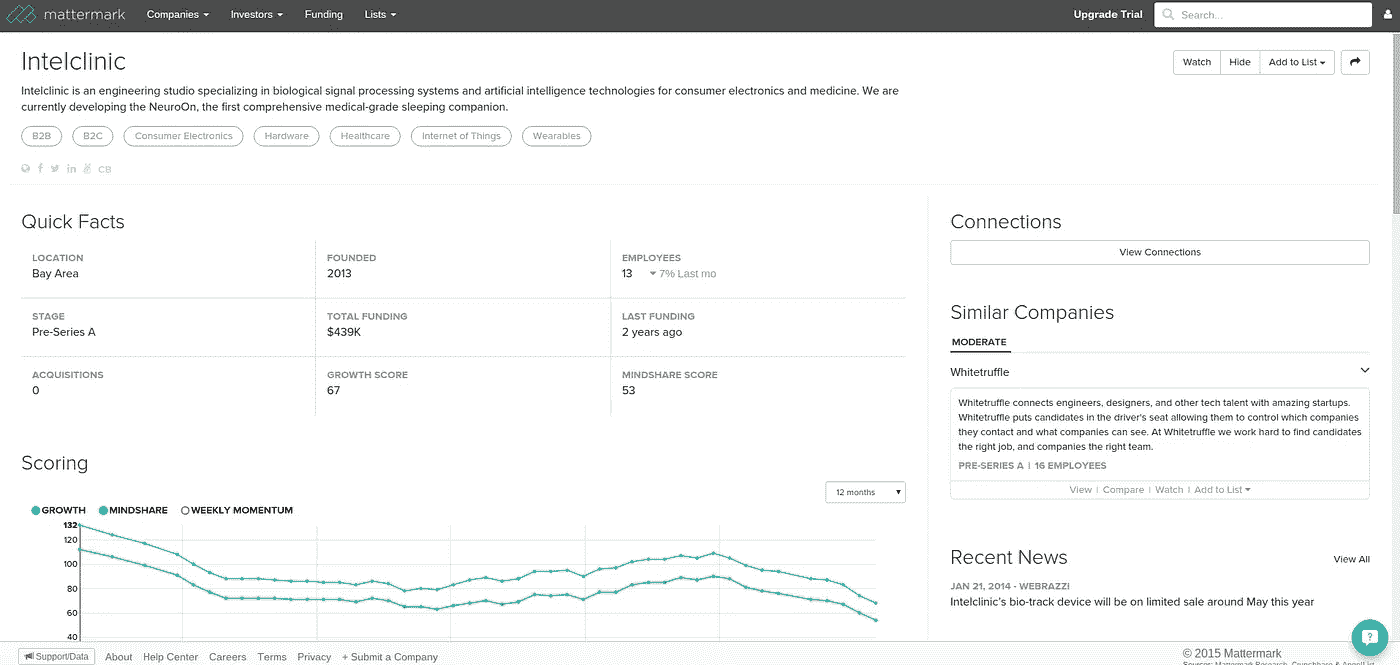 mattermark
Companies
Investors
Funding
Lists
Upgrade Trial
Search...
Intelclinic
Watch
Hide
Add to List
Intelclinic is an engineering studio specializing in biological signal processing systems and artificial intelligence technologies for consumer electronics and medicine. We are
currently developing the NeuroOn, the first comprehensive medical-grade sleeping companion.
B2B
B2C
Consumer Electronics
Hardware
Healthcare
Internet of Things
Wearables
CB
Quick Facts
LOCATION
Bay Area
FOUNDED
2013
EMPLOYEES
13 7% Last mo
STAGE
Pre-Series A
TOTAL FUNDING
$439K
LAST FUNDING
2 years ago
ACQUISITIONS
0
GROWTH SCORE
67
MINDSHARE SCORE
53
Scoring
12 months
GROWTH MINDSHARE WEEKLY MOMENTUM
132
120
100
80
60
40
Connections
View Connections
Similar Companies
MODERATE
Whitetruffle
Whitetruffle connects engineers, designers, and other tech talent with amazing startups.
Whitetruffle puts candidates in the driver's seat allowing them to control which companies
they contact and what companies can see. At Whitetruffle we work hard to find candidates
the right job, and companies the right team.
PRE-SERIES A | 16 EMPLOYEES
View | Compare | Watch | Add to List
Recent News
View All
JAN 21, 2014 - WEBRAZZI
Intelclinic's bio-track device will be on limited sale around May this year
Support/Data
About
Help Center
Careers
Terms
Privacy
+ Submit a Company
© 2015 Mattermark
Sources: Mattermark Research, Crunchbase & AngelList